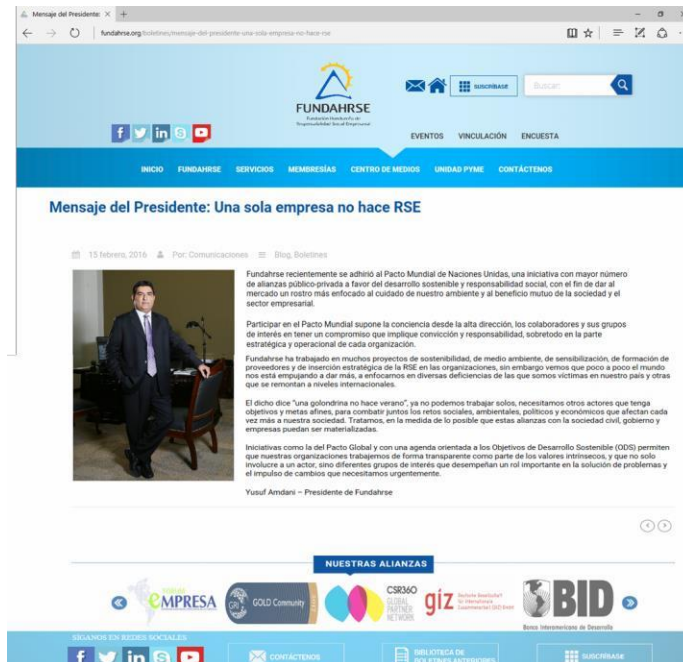 Mensaje del Presidente:
fundahrse.org/boletines/mensaje-del-presidente-una-sola-empresa-no-hace-rse
FUNDAHRSE
Fundación Hondureña de
Responsabilidad Social Empresarial
SUSCRÍBASE
Buscar
EVENTOS VINCULACIÓN ENCUESTA
INICIO FUNDAHRSE SERVICIOS MEMBRESÍAS CENTRO DE MEDIOS UNIDAD PYME CONTÁCTENOS
Mensaje del Presidente: Una sola empresa no hace RSE
15 febrero, 2016 Por: Comunicaciones Blog, Boletines
Fundahrse recientemente se adhirió al Pacto Mundial de Naciones Unidas, una iniciativa con mayor número
de alianzas público-privada a favor del desarrollo sostenible y responsabilidad social, con el fin de dar al
mercado un rostro más enfocado al cuidado de nuestro ambiente y al beneficio mutuo de la sociedad y el
sector empresarial.
Participar en el Pacto Mundial supone la conciencia desde la alta dirección, los colaboradores y sus grupos
de interés en tener un compromiso que implique convicción y responsabilidad, sobretodo en la parte
estratégica y operacional de cada organización.
Fundahrse ha trabajado en muchos proyectos de sostenibilidad, de medio ambiente, de sensibilización, de formación de
proveedores y de inserción estratégica de la RSE en las organizaciones, sin embargo vemos que poco a poco el mundo
nos está empujando a dar más, a enfocarnos en diversas deficiencias de las que somos víctimas en nuestro país y otras
que se remontan a niveles internacionales.
El dicho dice "una golondrina no hace verano", ya no podemos trabajar solos, necesitamos otros actores que tenga
objetivos y metas afines, para combatir juntos los retos sociales, ambientales, políticos y económicos que afectan cada
vez más a nuestra sociedad. Tratamos, en la medida de lo posible que estas alianzas con la sociedad civil, gobierno y
empresas puedan ser materializadas.
Iniciativas como la del Pacto Global y con una agenda orientada a los Objetivos de Desarrollo Sostenible (ODS) permiten
que nuestras organizaciones trabajemos de forma transparente como parte de los valores intrínsecos, y que no solo
involucre a un actor, sino diferentes grupos de interés que desempeñan un rol importante en la solución de problemas y
el impulso de cambios que necesitamos urgentemente.
Yusuf Amdani – Presidente de Fundahrse
NUESTRAS ALIANZAS
EMPRESA
GRI GOLD Community
CSR360
GLOBAL
PARTNER
NETWORK
giz
BID
Banco Interamericano de Desarrollo
SÍGANOS EN REDES SOCIALES
CONTÁCTENOS
BIBLIOTECA DE
BOLETINES ANTERIORES
SUSCRÍBASE